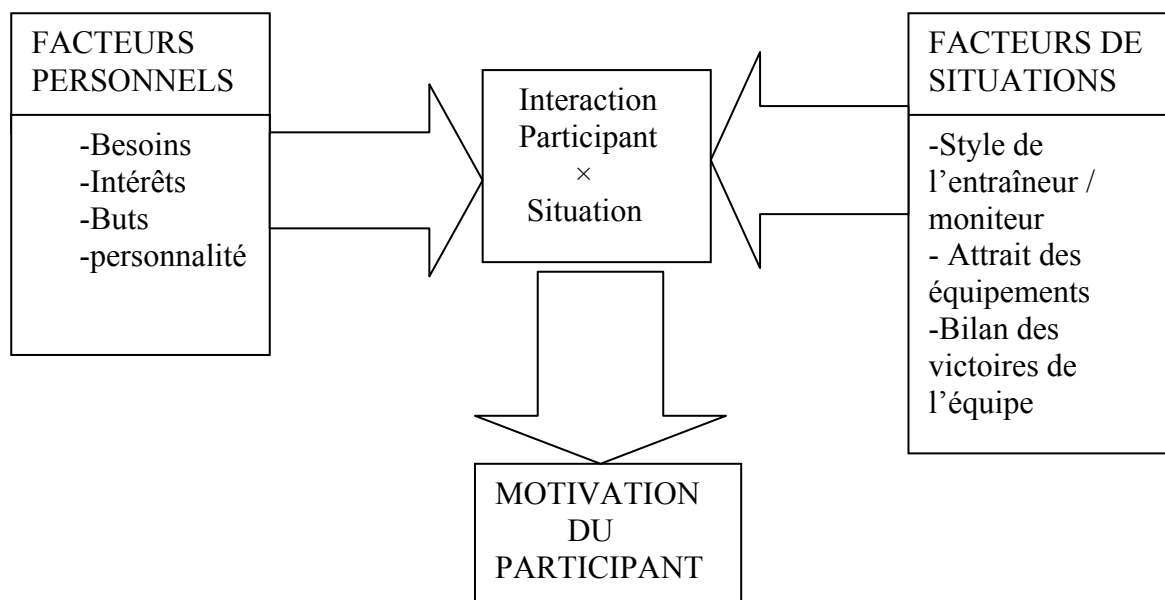 FACTEURS
PERSONNELS
-Besoins
-Intérêts
-Buts
-personnalité
Interaction
Participant
×
Situation
FACTEURS DE
SITUATIONS
-Style de
l’entraîneur /
moniteur
- Attrait des
équipements
-Bilan des
victoires de
l’équipe
MOTIVATION
DU
PARTICIPANT